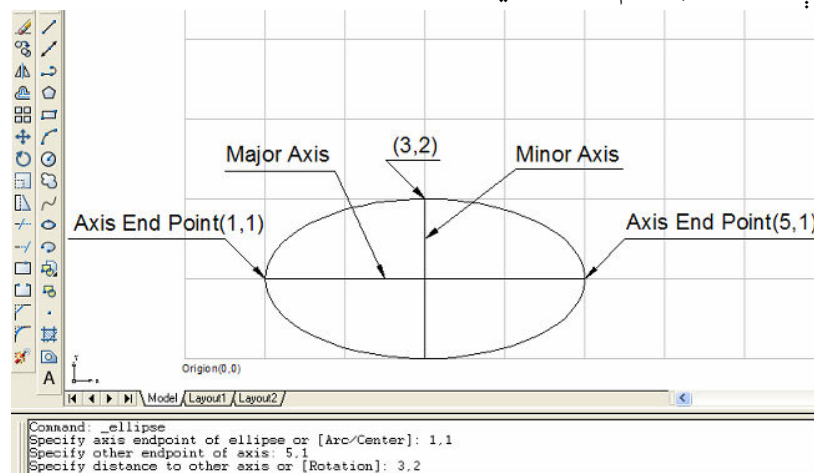 (3,2)
Major Axis
Minor Axis
Axis End Point(1,1)
Axis End Point(5,1)
Origion(0,0)
Y
X
A
Model
Layout1
Layout2
Command: _ellipse
Specify axis endpoint of ellipse or [Arc/Center]: 1,1
Specify other endpoint of axis: 5,1
Specify distance to other axis or [Rotation]: 3,2